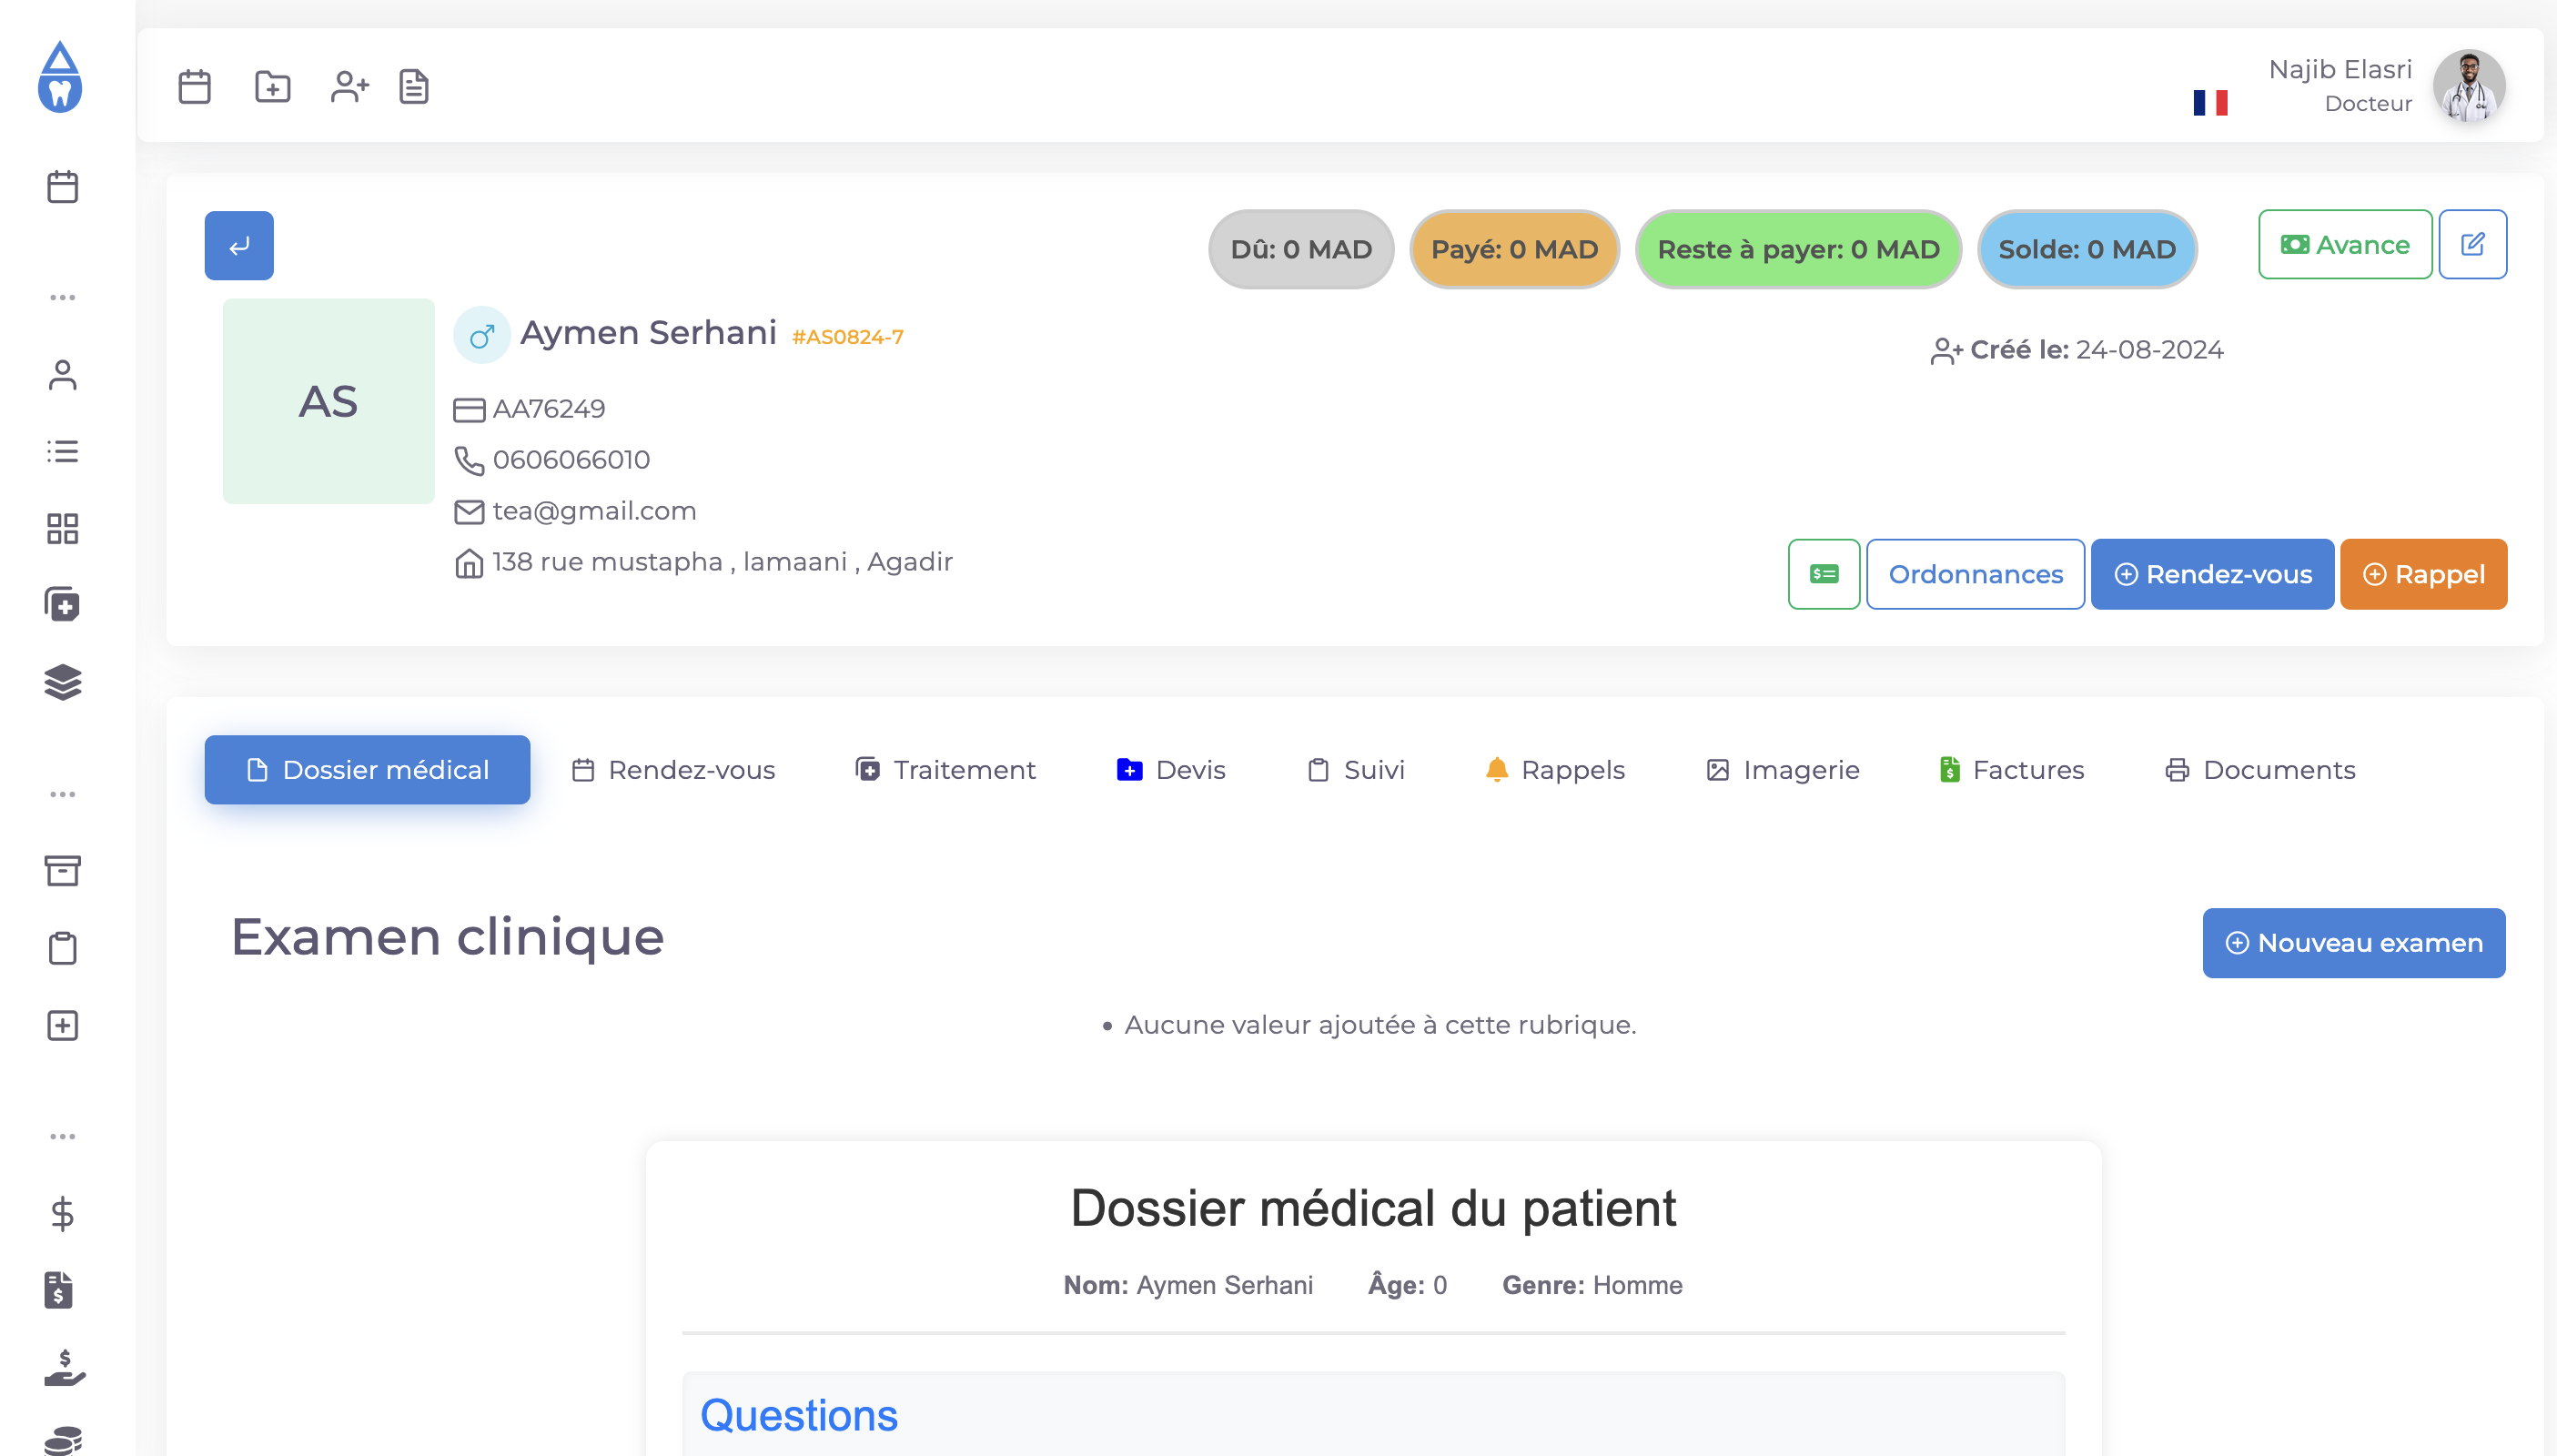 Najib Elasri
Docteur
Dû: 0 MAD
Payé: 0 MAD
Reste à payer: 0 MAD
Solde: 0 MAD
Avance
AS
Aymen Serhani #AS0824-7
Créé le: 24-08-2024
AA76249
0606066010
tea@gmail.com
138 rue mustapha , lamaani , Agadir
Ordonnances
Rendez-vous
Rappel
Dossier médical
Rendez-vous
Traitement
Devis
Suivi
Rappels
Imagerie
Factures
Documents
Examen clinique
Nouveau examen
• Aucune valeur ajoutée à cette rubrique.
Dossier médical du patient
Nom: Aymen Serhani Âge: 0 Genre: Homme
Questions